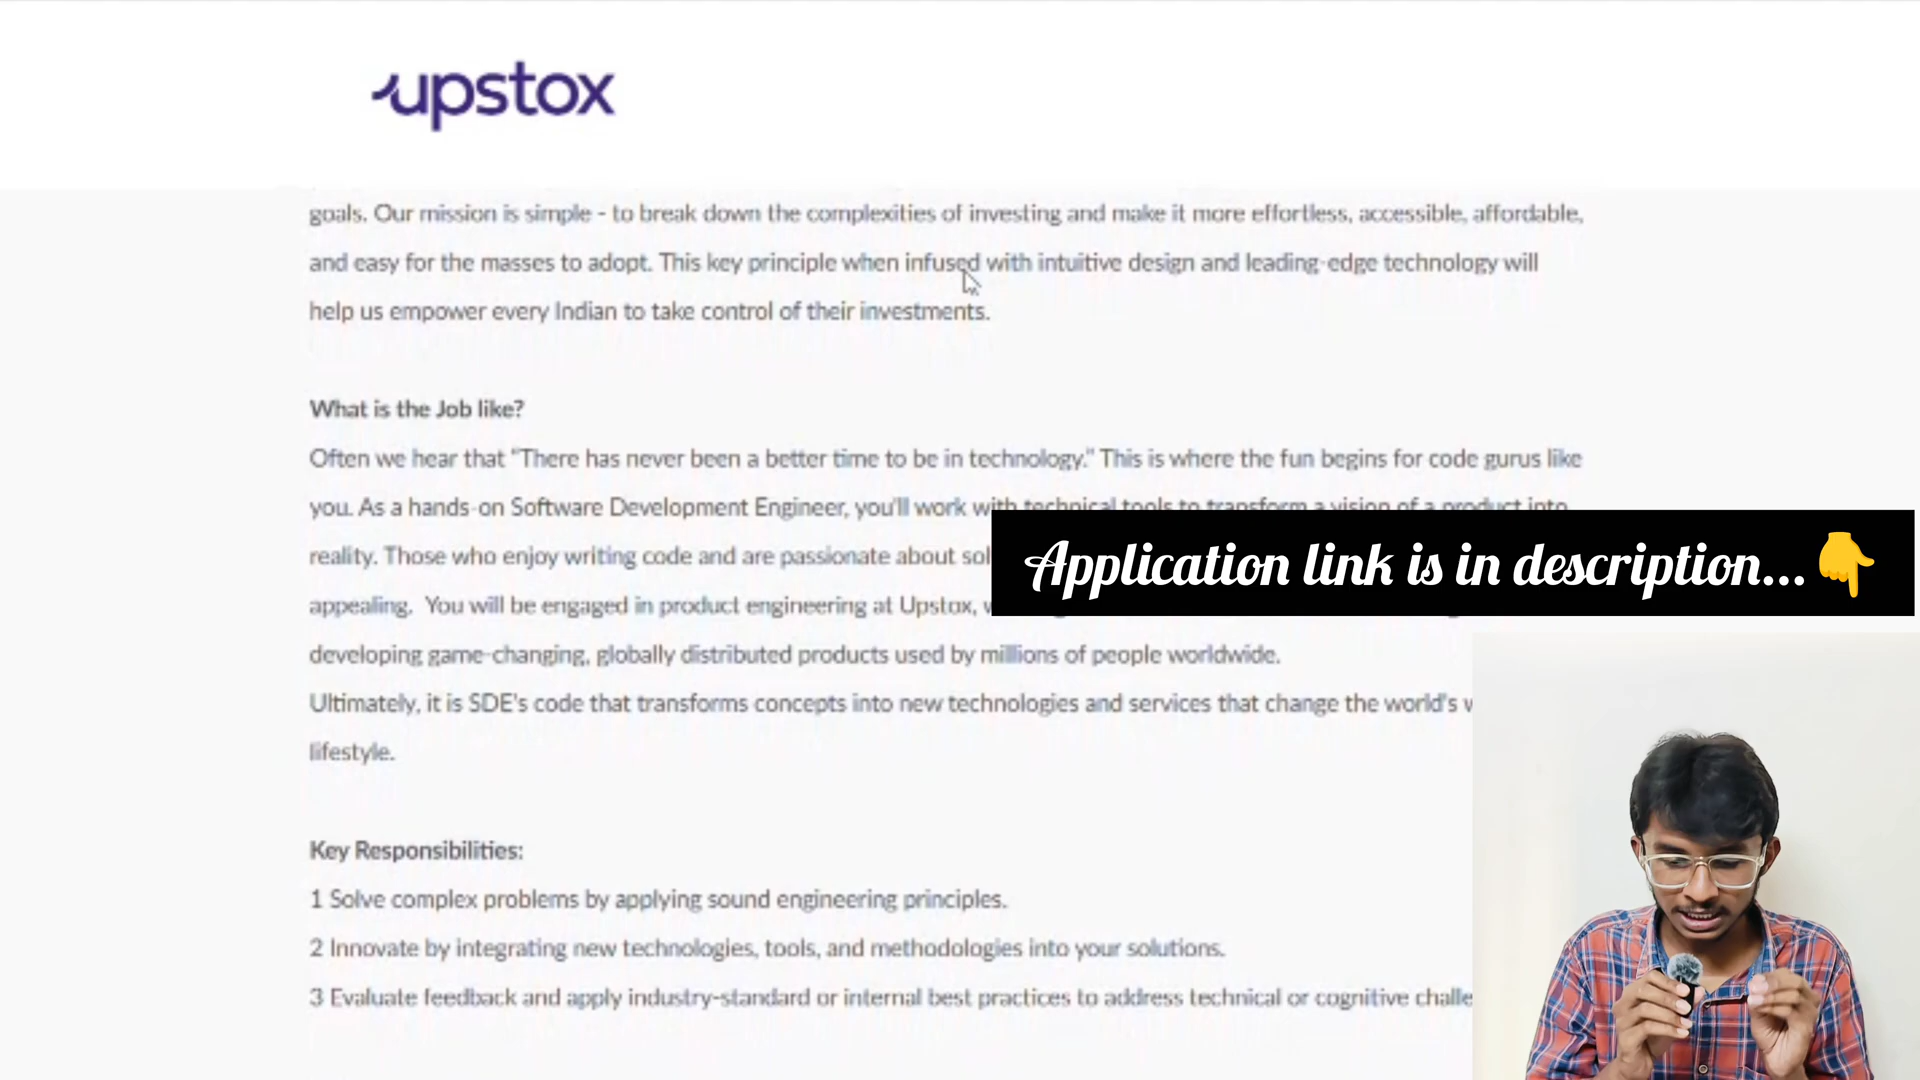 upstox
goals. Our mission is simple - to break down the complexities of investing and make it more effortless, accessible, affordable,
and easy for the masses to adopt. This key principle when infused with intuitive design and leading-edge technology will
help us empower every Indian to take control of their investments.
What is the Job like?
Often we hear that "There has never been a better time to be in technology." This is where the fun begins for code gurus like
you. As a hands-on Software Development Engineer, you'll work with technical tools to transform a vision of a product into
reality. Those who enjoy writing code and are passionate about
Application link is in description...👇
appealing. You will be engaged in product engineering at Upstox,
developing game-changing, globally distributed products used by millions of people worldwide.
Ultimately, it is SDE's code that transforms concepts into new technologies and services that change the world's
lifestyle.
Key Responsibilities:
1 Solve complex problems by applying sound engineering principles.
2 Innovate by integrating new technologies, tools, and methodologies into your solutions.
3 Evaluate feedback and apply industry-standard or internal best practices to address technical or cognitive